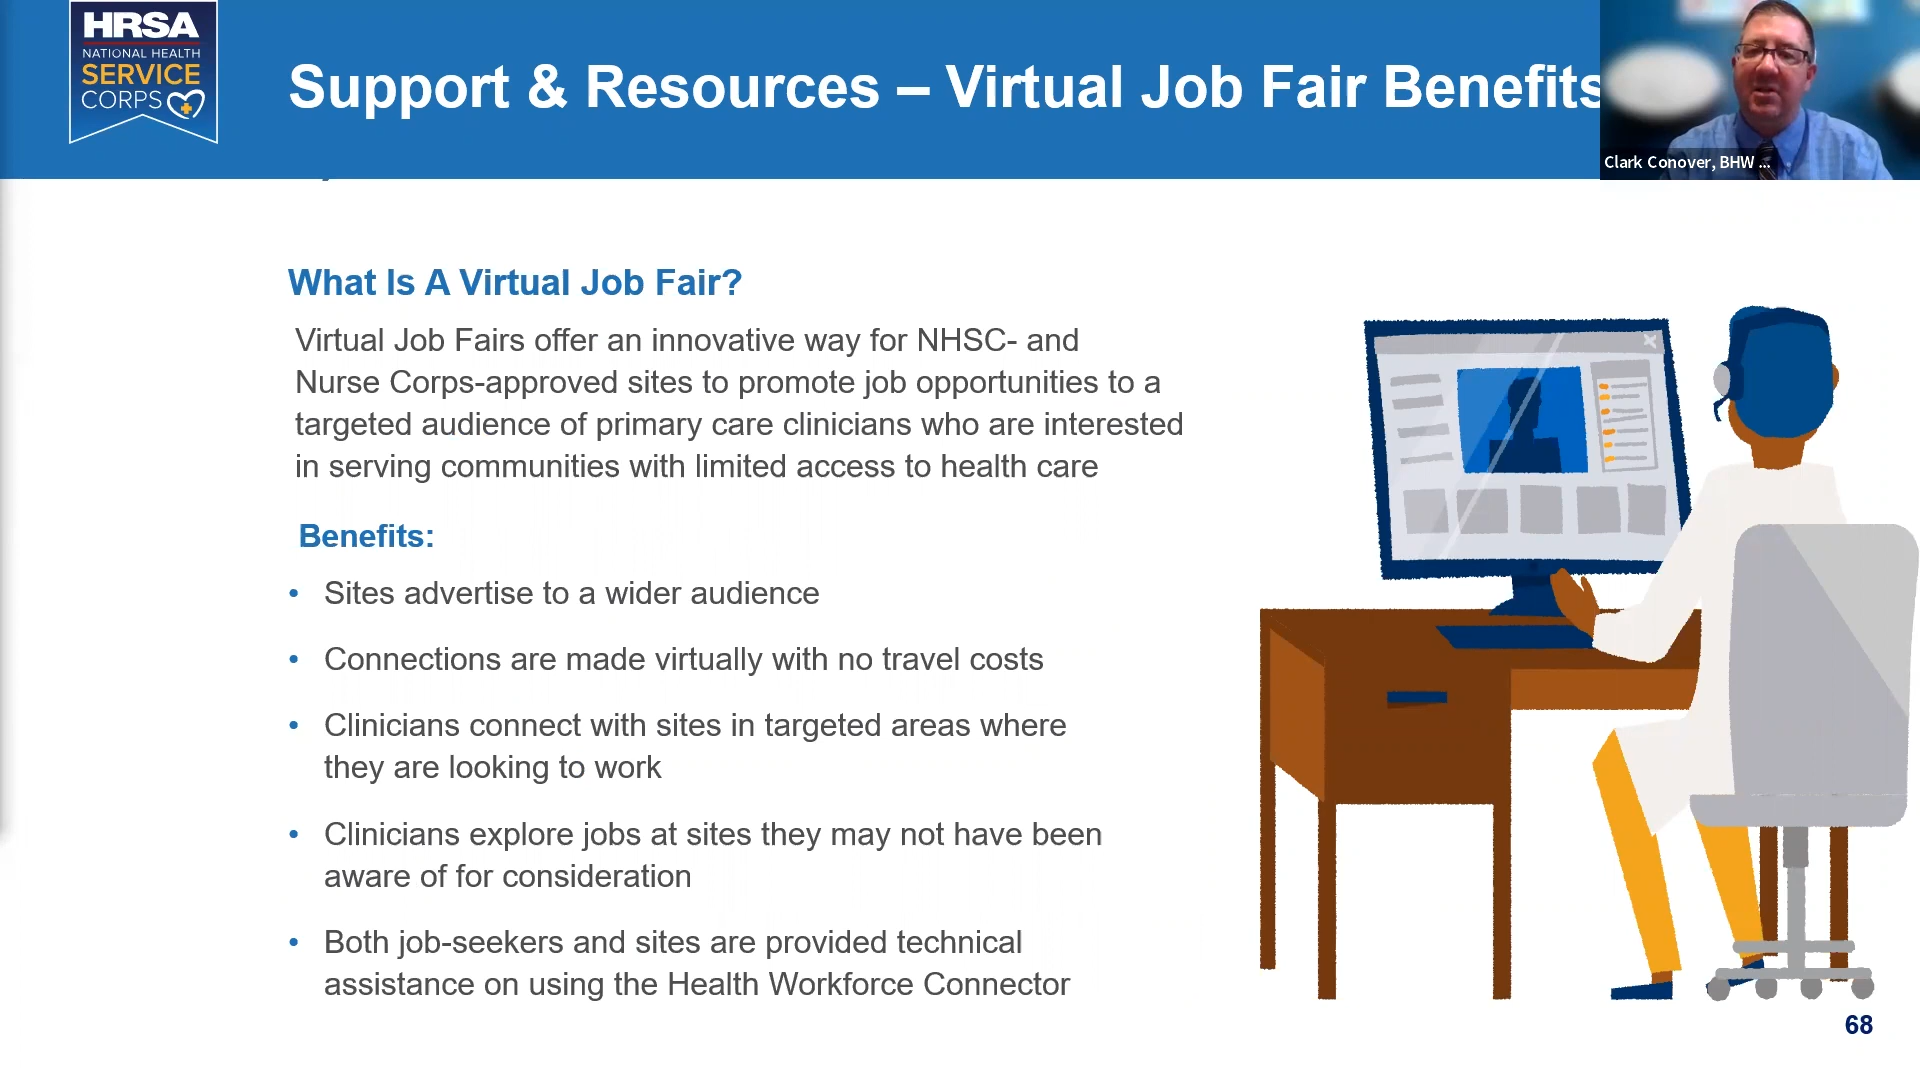 HRSA
NATIONAL HEALTH
SERVICE
CORPS
Support & Resources – Virtual Job Fair Benefits
Clark Conover, BHW ...
What Is A Virtual Job Fair?
Virtual Job Fairs offer an innovative way for NHSC- and
Nurse Corps-approved sites to promote job opportunities to a
targeted audience of primary care clinicians who are interested
in serving communities with limited access to health care
Benefits:
• Sites advertise to a wider audience
• Connections are made virtually with no travel costs
• Clinicians connect with sites in targeted areas where
they are looking to work
• Clinicians explore jobs at sites they may not have been
aware of for consideration
• Both job-seekers and sites are provided technical
assistance on using the Health Workforce Connector
68